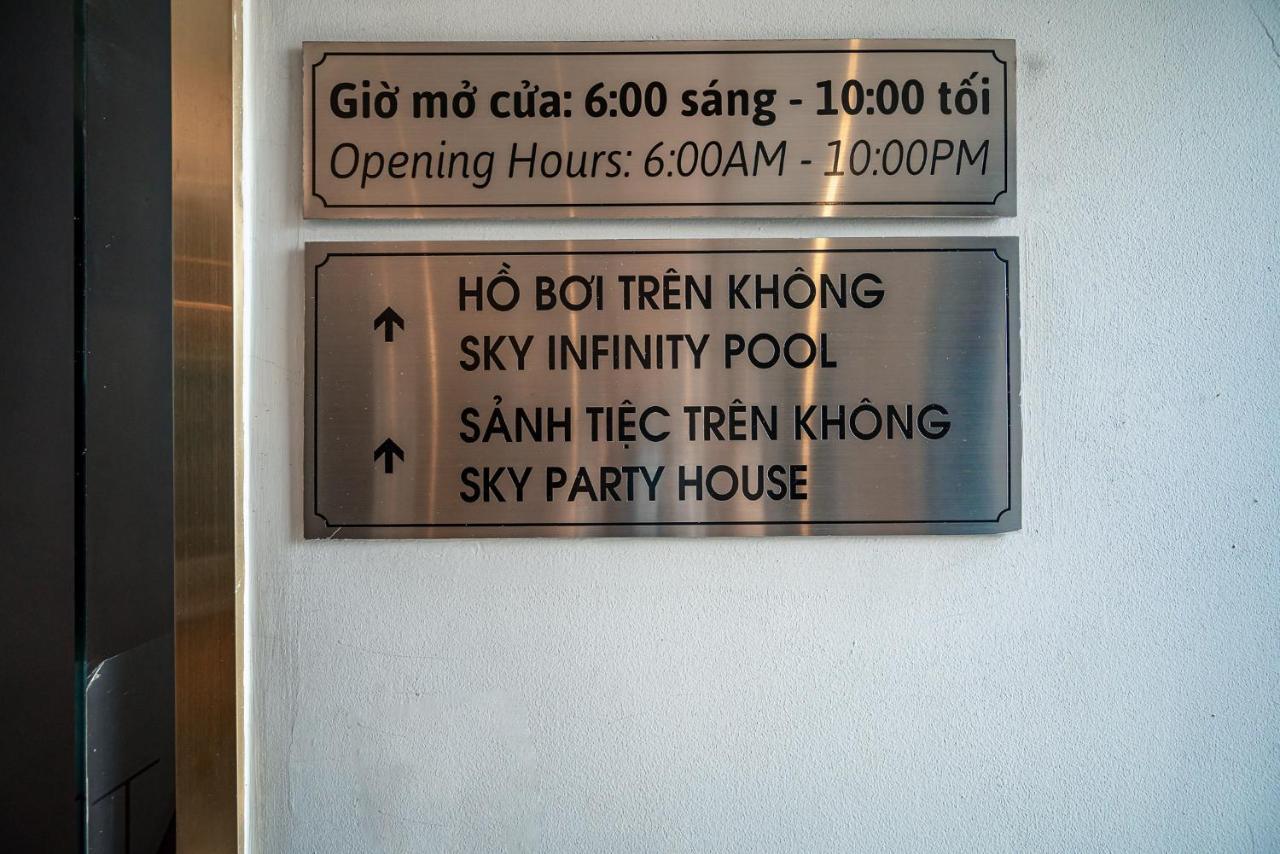 Giờ mở cửa: 6:00 sáng - 10:00 tối
Opening Hours: 6:00AM - 10:00PM
HỒ BƠI TRÊN KHÔNG
SKY INFINITY POOL
SẢNH TIỆC TRÊN KHÔNG
SKY PARTY HOUSE